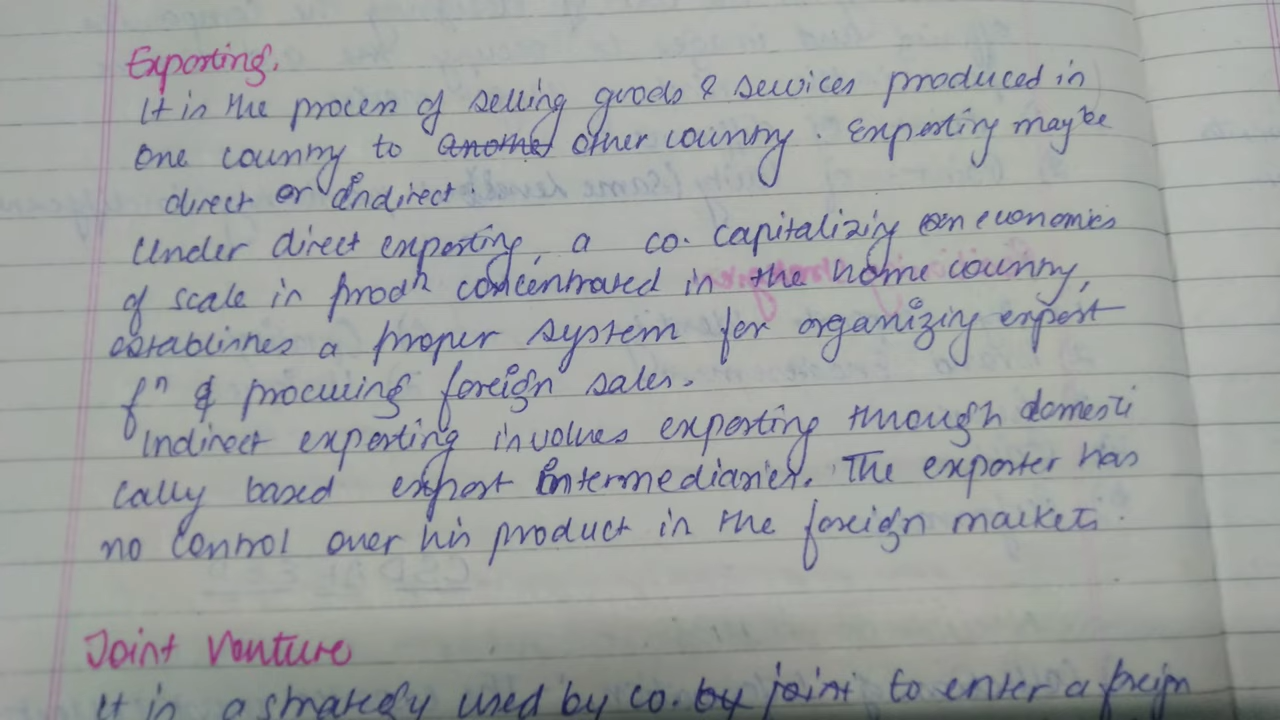 Exporting.
It is the process of selling goods & services produced in
one country to another other country. Exporting may be
direct or indirect.
Under direct exporting, a co. capitalizing on economies
of scale in prodn concentrated in the home country,
establishes a proper system for organizing export
fn & procuring foreign sales.
Indirect exporting involves exporting through domesti
cally based export intermediaries. The exporter has
no control over his product in the foreign markets.
Joint Venture
It is a strategy used by co. by joint to enter a foreign